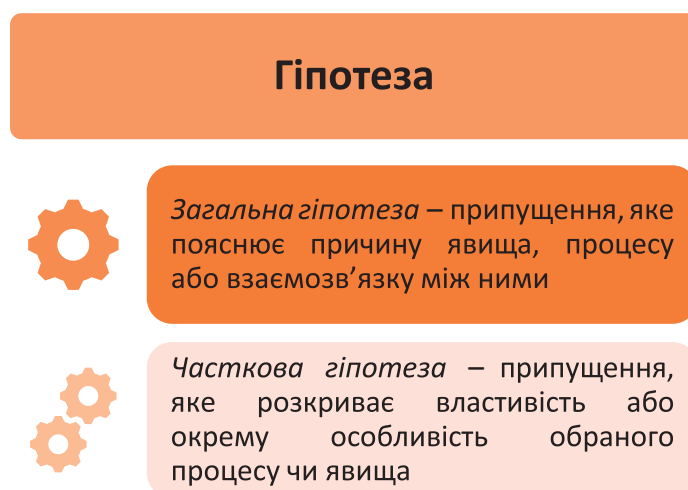 Гіпотеза
Загальна гіпотеза – припущення, яке
пояснює причину явища, процесу
або взаємозв’язку між ними
Часткова гіпотеза – припущення,
яке розкриває властивість або
окрему особливість обраного
процесу чи явища